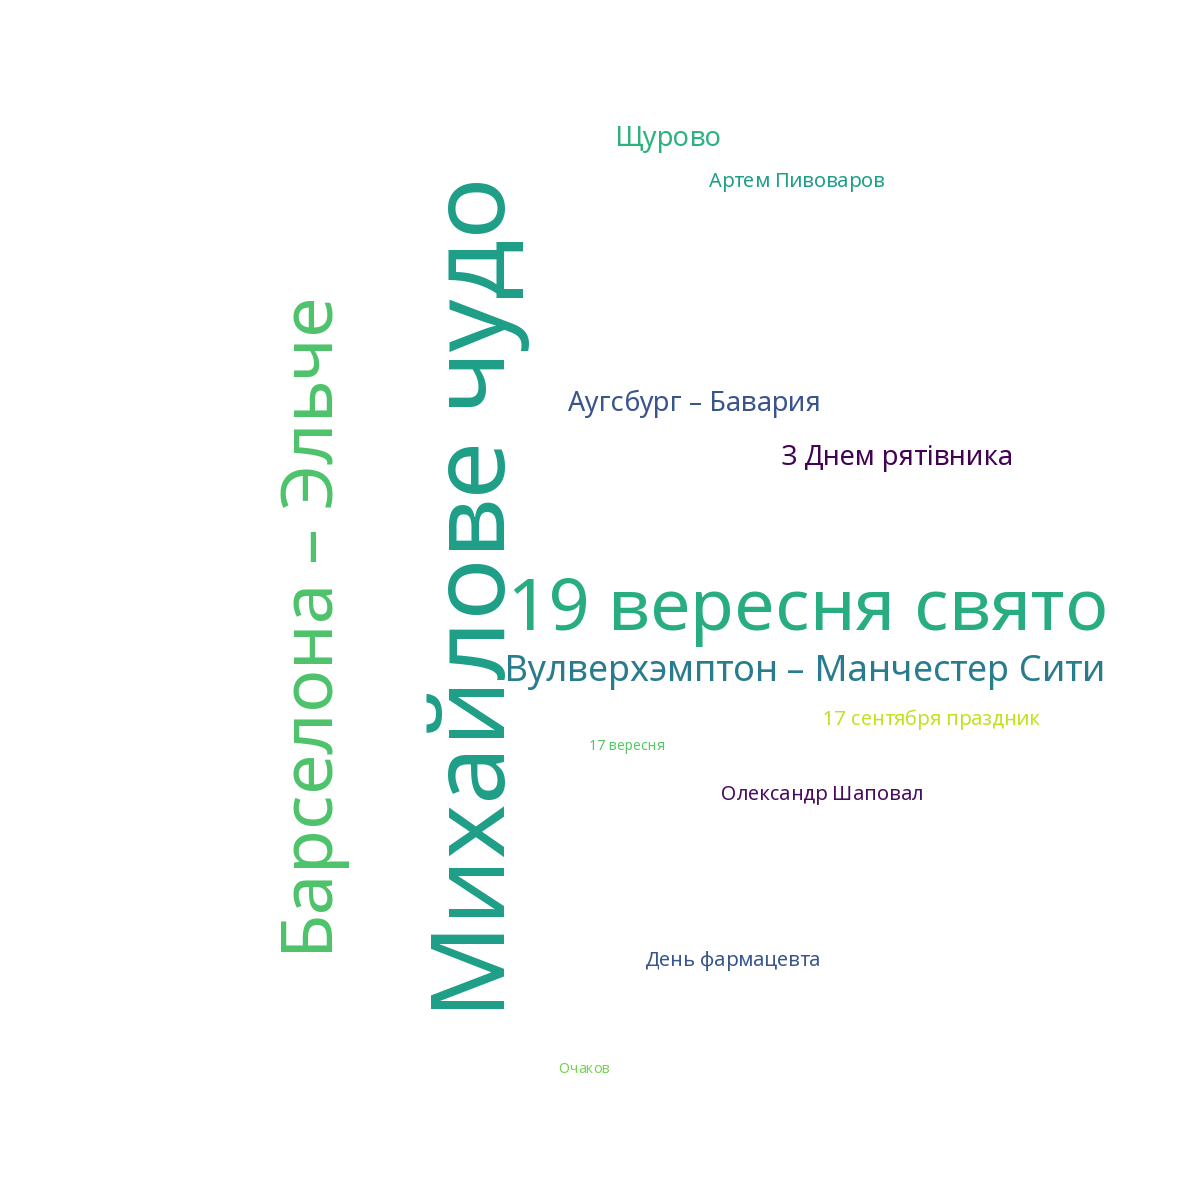 Щурово
Артем Пивоваров
Барселона – Эльче
Михайлове чудо
Аугсбург – Бавария
З Днем рятівника
19 вересня свято
Вулверхэмптон – Манчестер Сити
17 сентября праздник
17 вересня
Олександр Шаповал
День фармацевта
Очаков